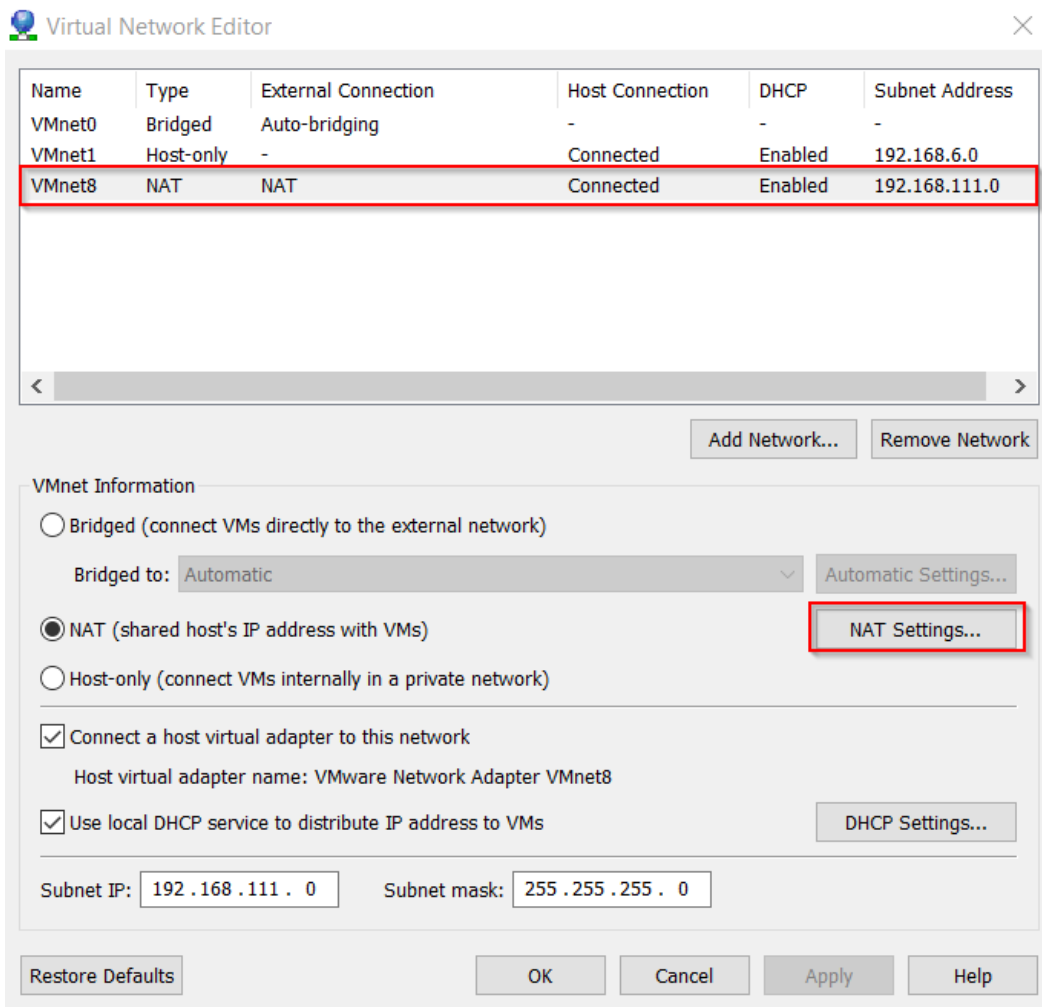 Virtual Network Editor
Name Type External Connection Host Connection DHCP Subnet Address
VMnet0 Bridged Auto-bridging - - -
VMnet1 Host-only - Connected Enabled 192.168.6.0
VMnet8 NAT NAT Connected Enabled 192.168.111.0
Add Network... Remove Network
VMnet Information
Bridged (connect VMs directly to the external network)
Bridged to: Automatic Automatic Settings...
NAT (shared host's IP address with VMs) NAT Settings...
Host-only (connect VMs internally in a private network)
Connect a host virtual adapter to this network
Host virtual adapter name: VMware Network Adapter VMnet8
Use local DHCP service to distribute IP address to VMs DHCP Settings...
Subnet IP: 192 . 168 . 111 . 0 Subnet mask: 255 . 255 . 255 . 0
Restore Defaults OK Cancel Apply Help